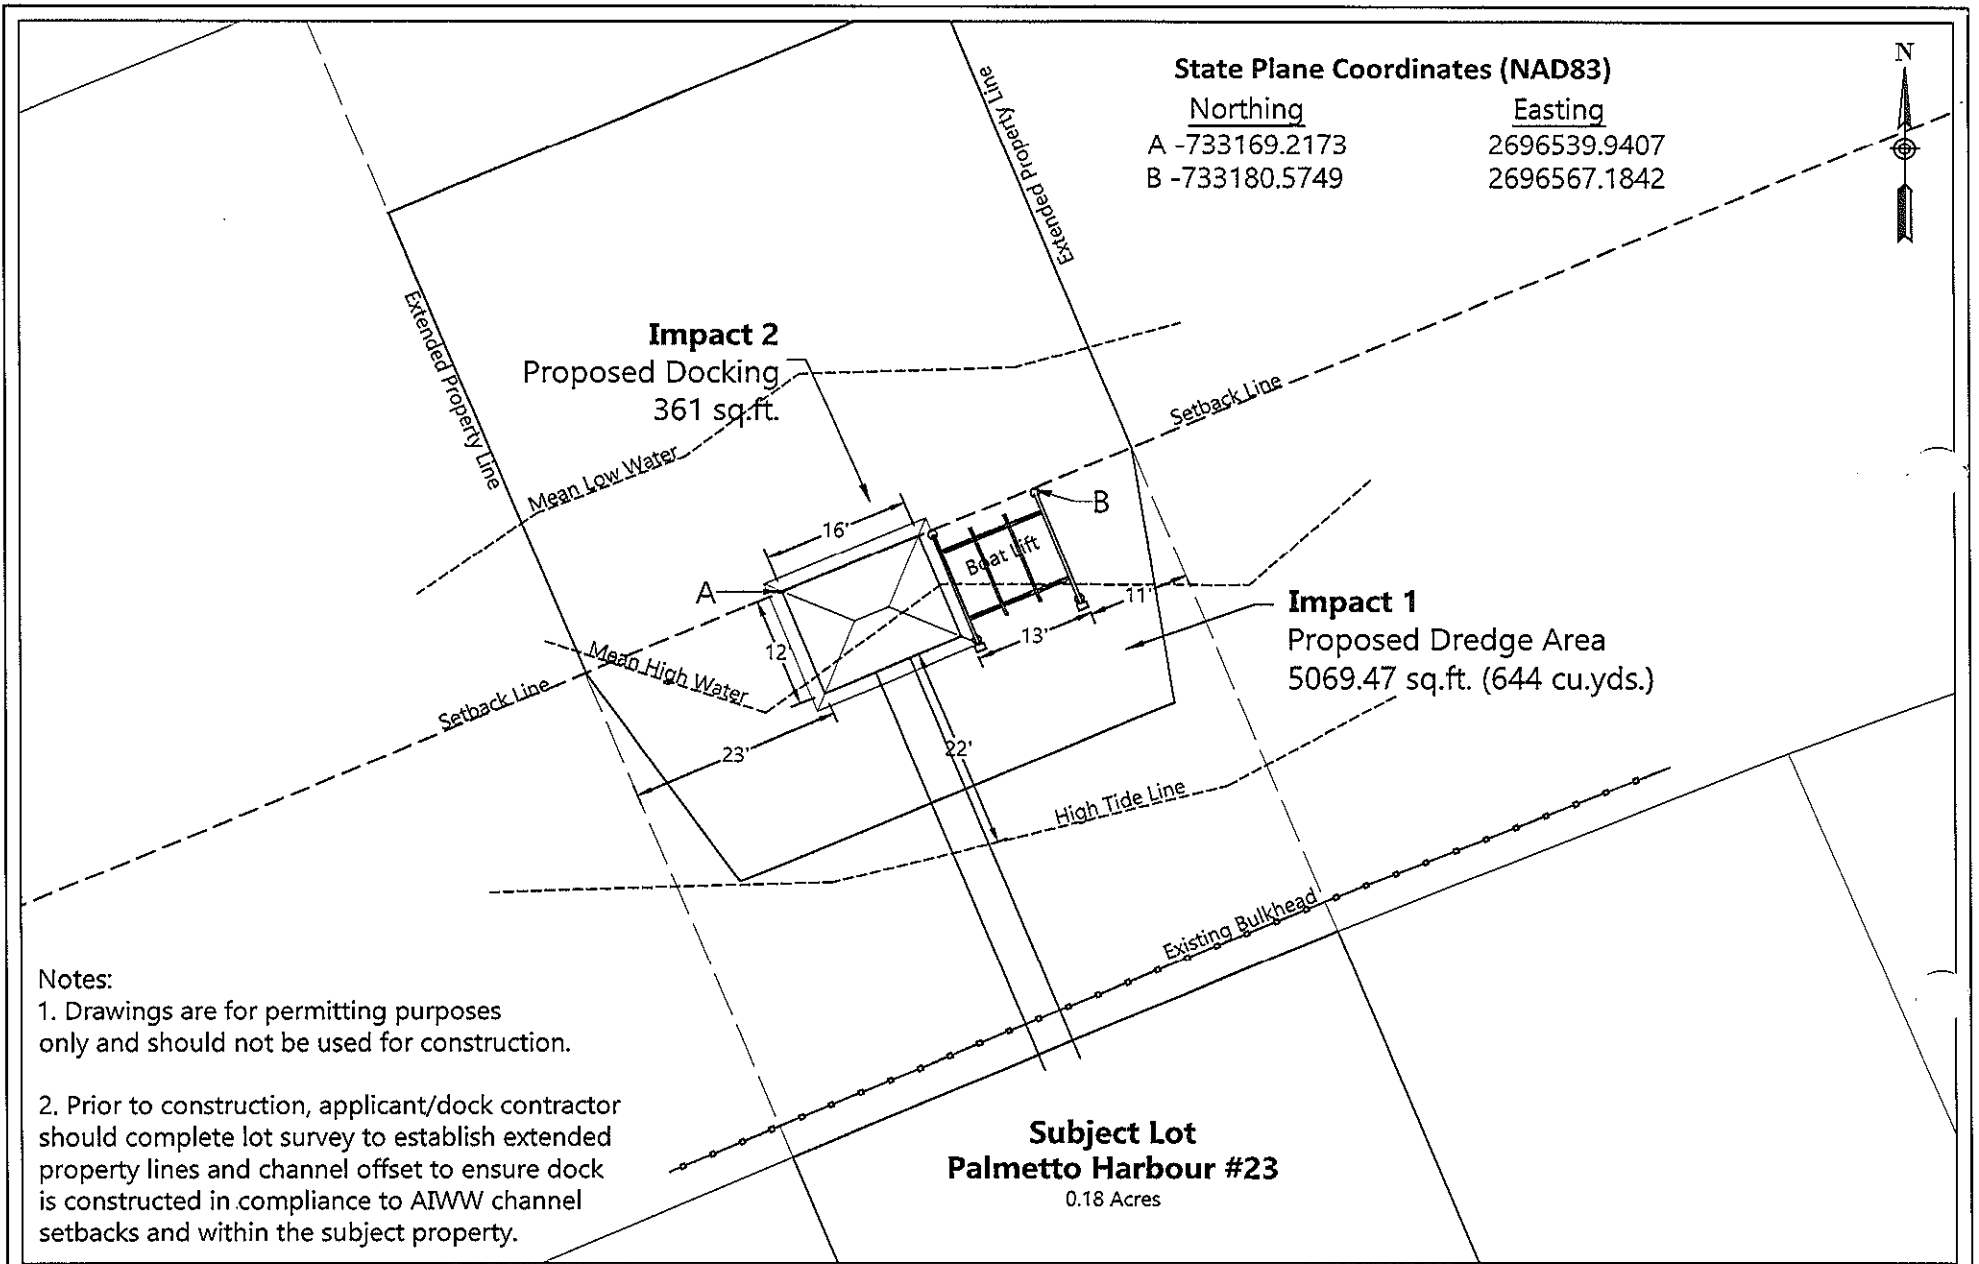 State Plane Coordinates (NAD83)
Northing Easting
A -733169.2173 2696539.9407
B -733180.5749 2696567.1842
N
Extended Property Line
Extended Property Line
Impact 2
Proposed Docking
361 sq.ft.
Setback Line
Mean Low Water
16'
B
Boat Lift
A
11'
Impact 1
Proposed Dredge Area
5069.47 sq.ft. (644 cu.yds.)
13'
12'
Mean High Water
Setback Line
23'
22'
High Tide Line
Existing Bulkhead
Notes:
1. Drawings are for permitting purposes
only and should not be used for construction.
2. Prior to construction, applicant/dock contractor
should complete lot survey to establish extended
property lines and channel offset to ensure dock
is constructed in compliance to AIWW channel
setbacks and within the subject property.
Subject Lot
Palmetto Harbour #23
0.18 Acres